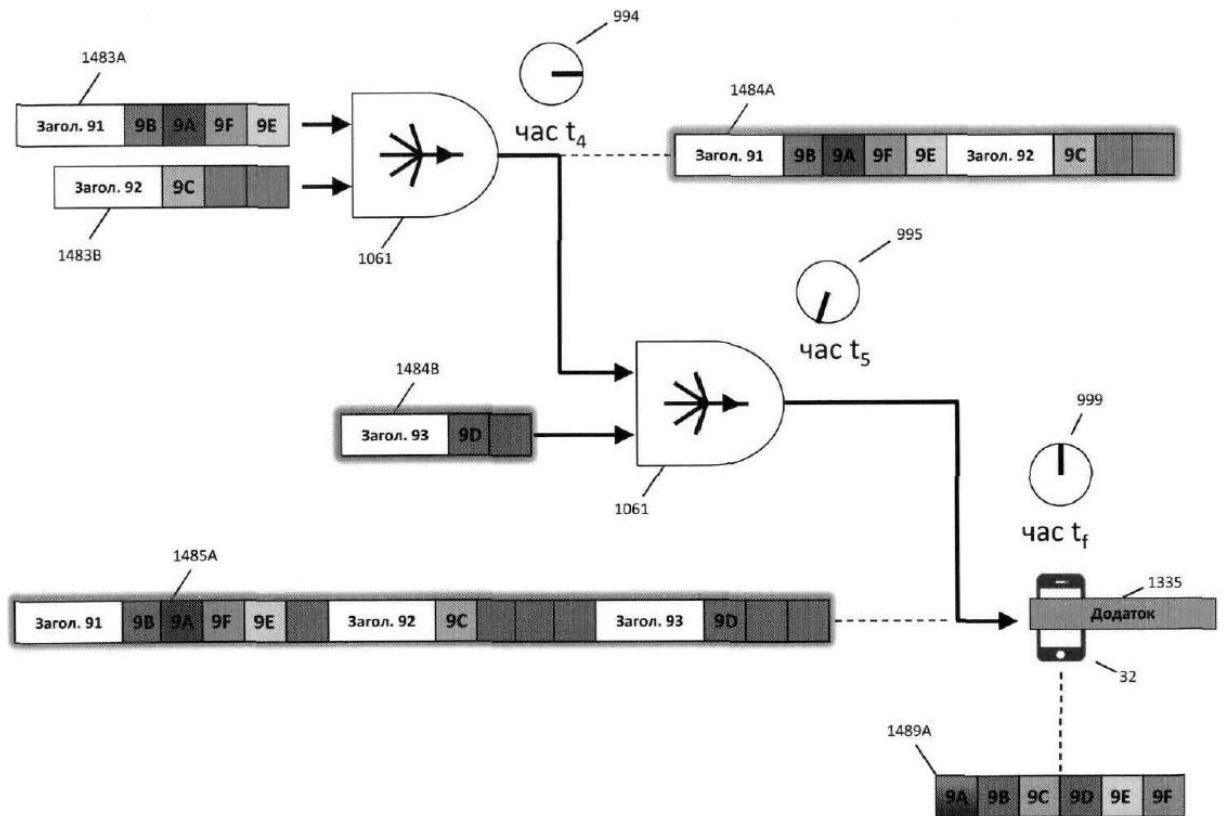 994
1483A
Загол. 91 9B 9A 9F 9E
час t4
1484A
Загол. 91 9B 9A 9F 9E Загол. 92 9C
Загол. 92 9C
1483B
1061
995
час t5
1484B
Загол. 93 9D
999
1061
час tf
1485A
1335
Загол. 91 9B 9A 9F 9E Загол. 92 9C Загол. 93 9D
Додаток
32
1489A
9A 9B 9C 9D 9E 9F